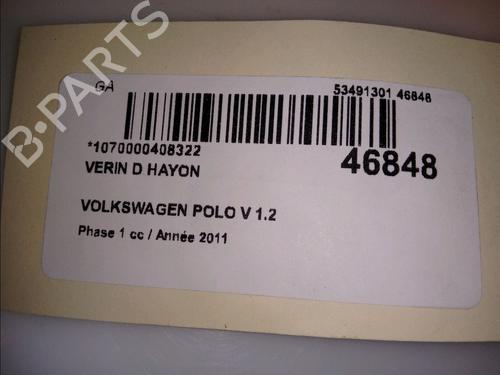 B·PARTS
GA
53491301 46848
*1070000408322
46848
VERIN D HAYON
VOLKSWAGEN POLO V 1.2
Phase 1 cc / Année 2011